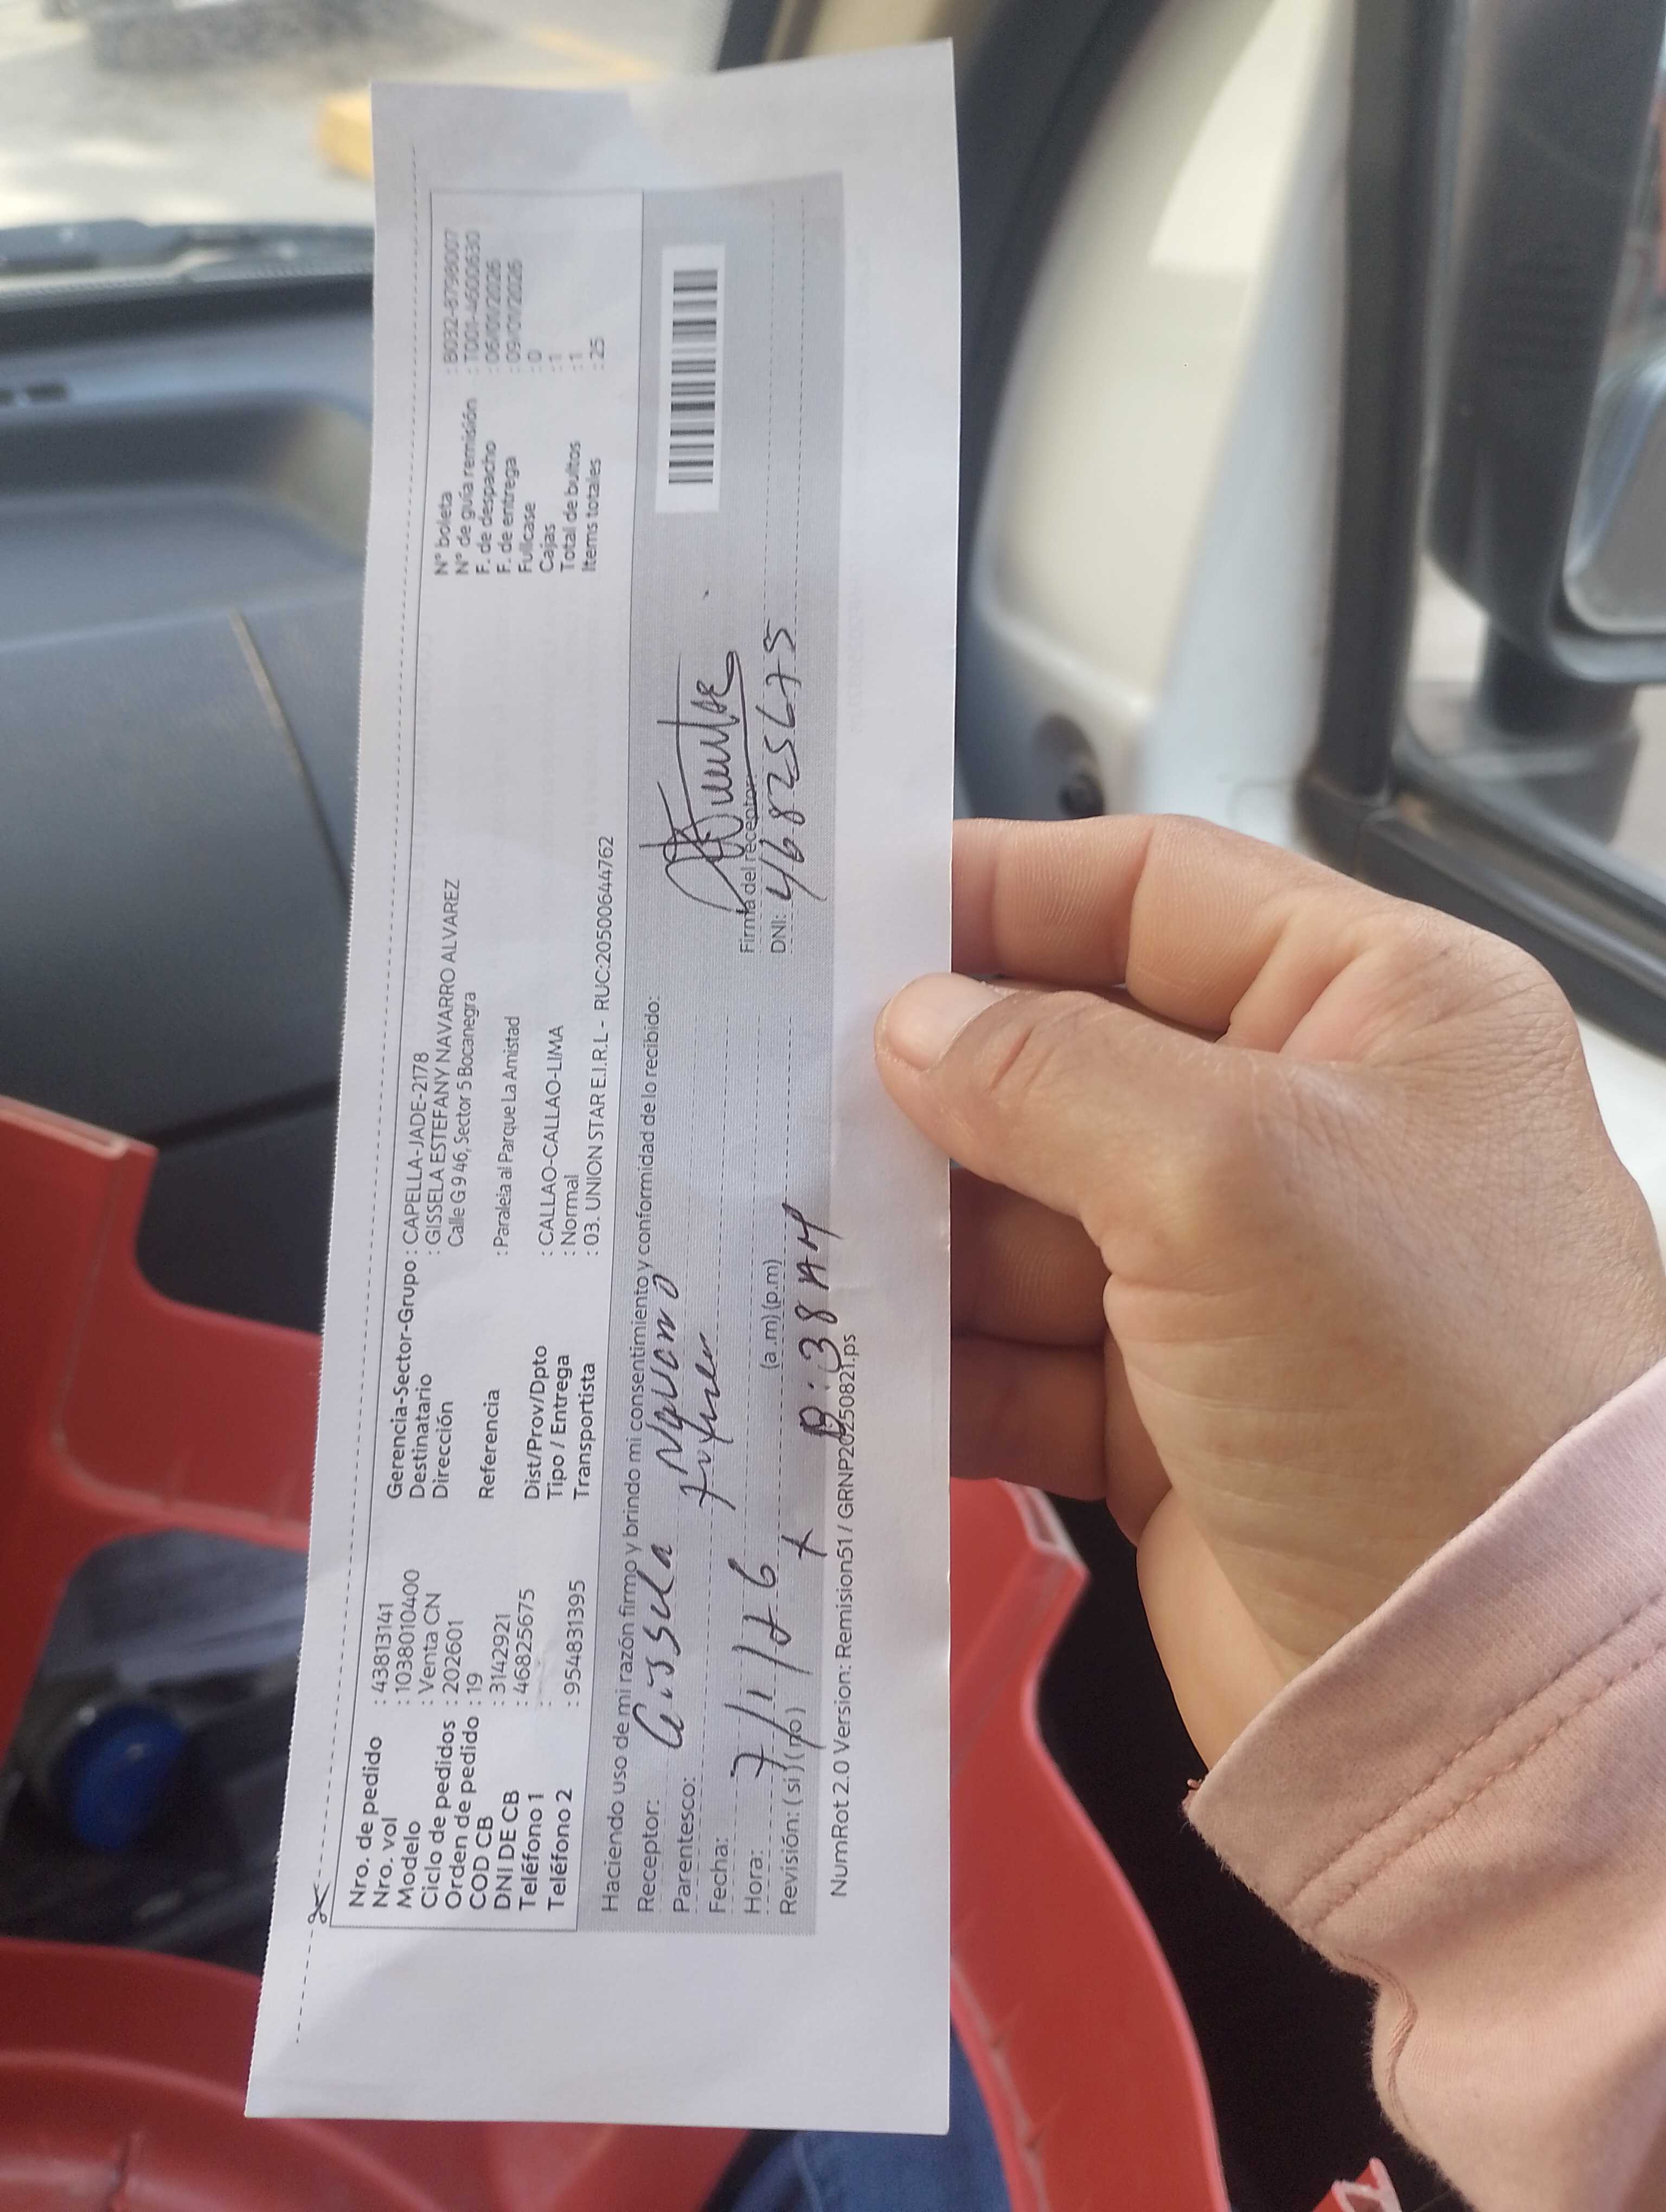 Nro. de pedido : 43813141
Nro. vol : 1038010400
Modelo : Venta CN
Ciclo de pedidos : 202601
Orden de pedido : 19
COD CB : 3142921
DNI DE CB : 46825675
Teléfono 1 :
Teléfono 2 : 954831395
Gerencia-Sector-Grupo : CAPELLA-JADE-2178
Destinatario : GISSELA ESTEFANY NAVARRO ALVAREZ
Dirección Calle G 9 46, Sector 5 Bocanegra
Referencia : Paralela al Parque La Amistad
Dist/Prov/Dpto : CALLAO-CALLAO-LIMA
Tipo / Entrega : Normal
Transportista : 03. UNION STAR E.I.R.L - RUC:20500644762
N° boleta : B032-8798007
N° de guía remisión : T001-46000630
F. de despacho : 06/01/2026
F. de entrega : 09/01/2026
Fullcase : 0
Cajas : 1
Total de bultos : 1
Items totales : 25
Haciendo uso de mi razón firmo y brindo mi consentimiento y conformidad de lo recibido:
Receptor: Gissela Navarro
Parentesco:
Fecha: 7/1/26
Hora: (a.m) (p.m)
Revisión: (si) (no) x 8:38 AM
Firma del receptor:
DNI: 46825675
NumRot 2.0 Version: Remision51 / GRNP20250821.ps